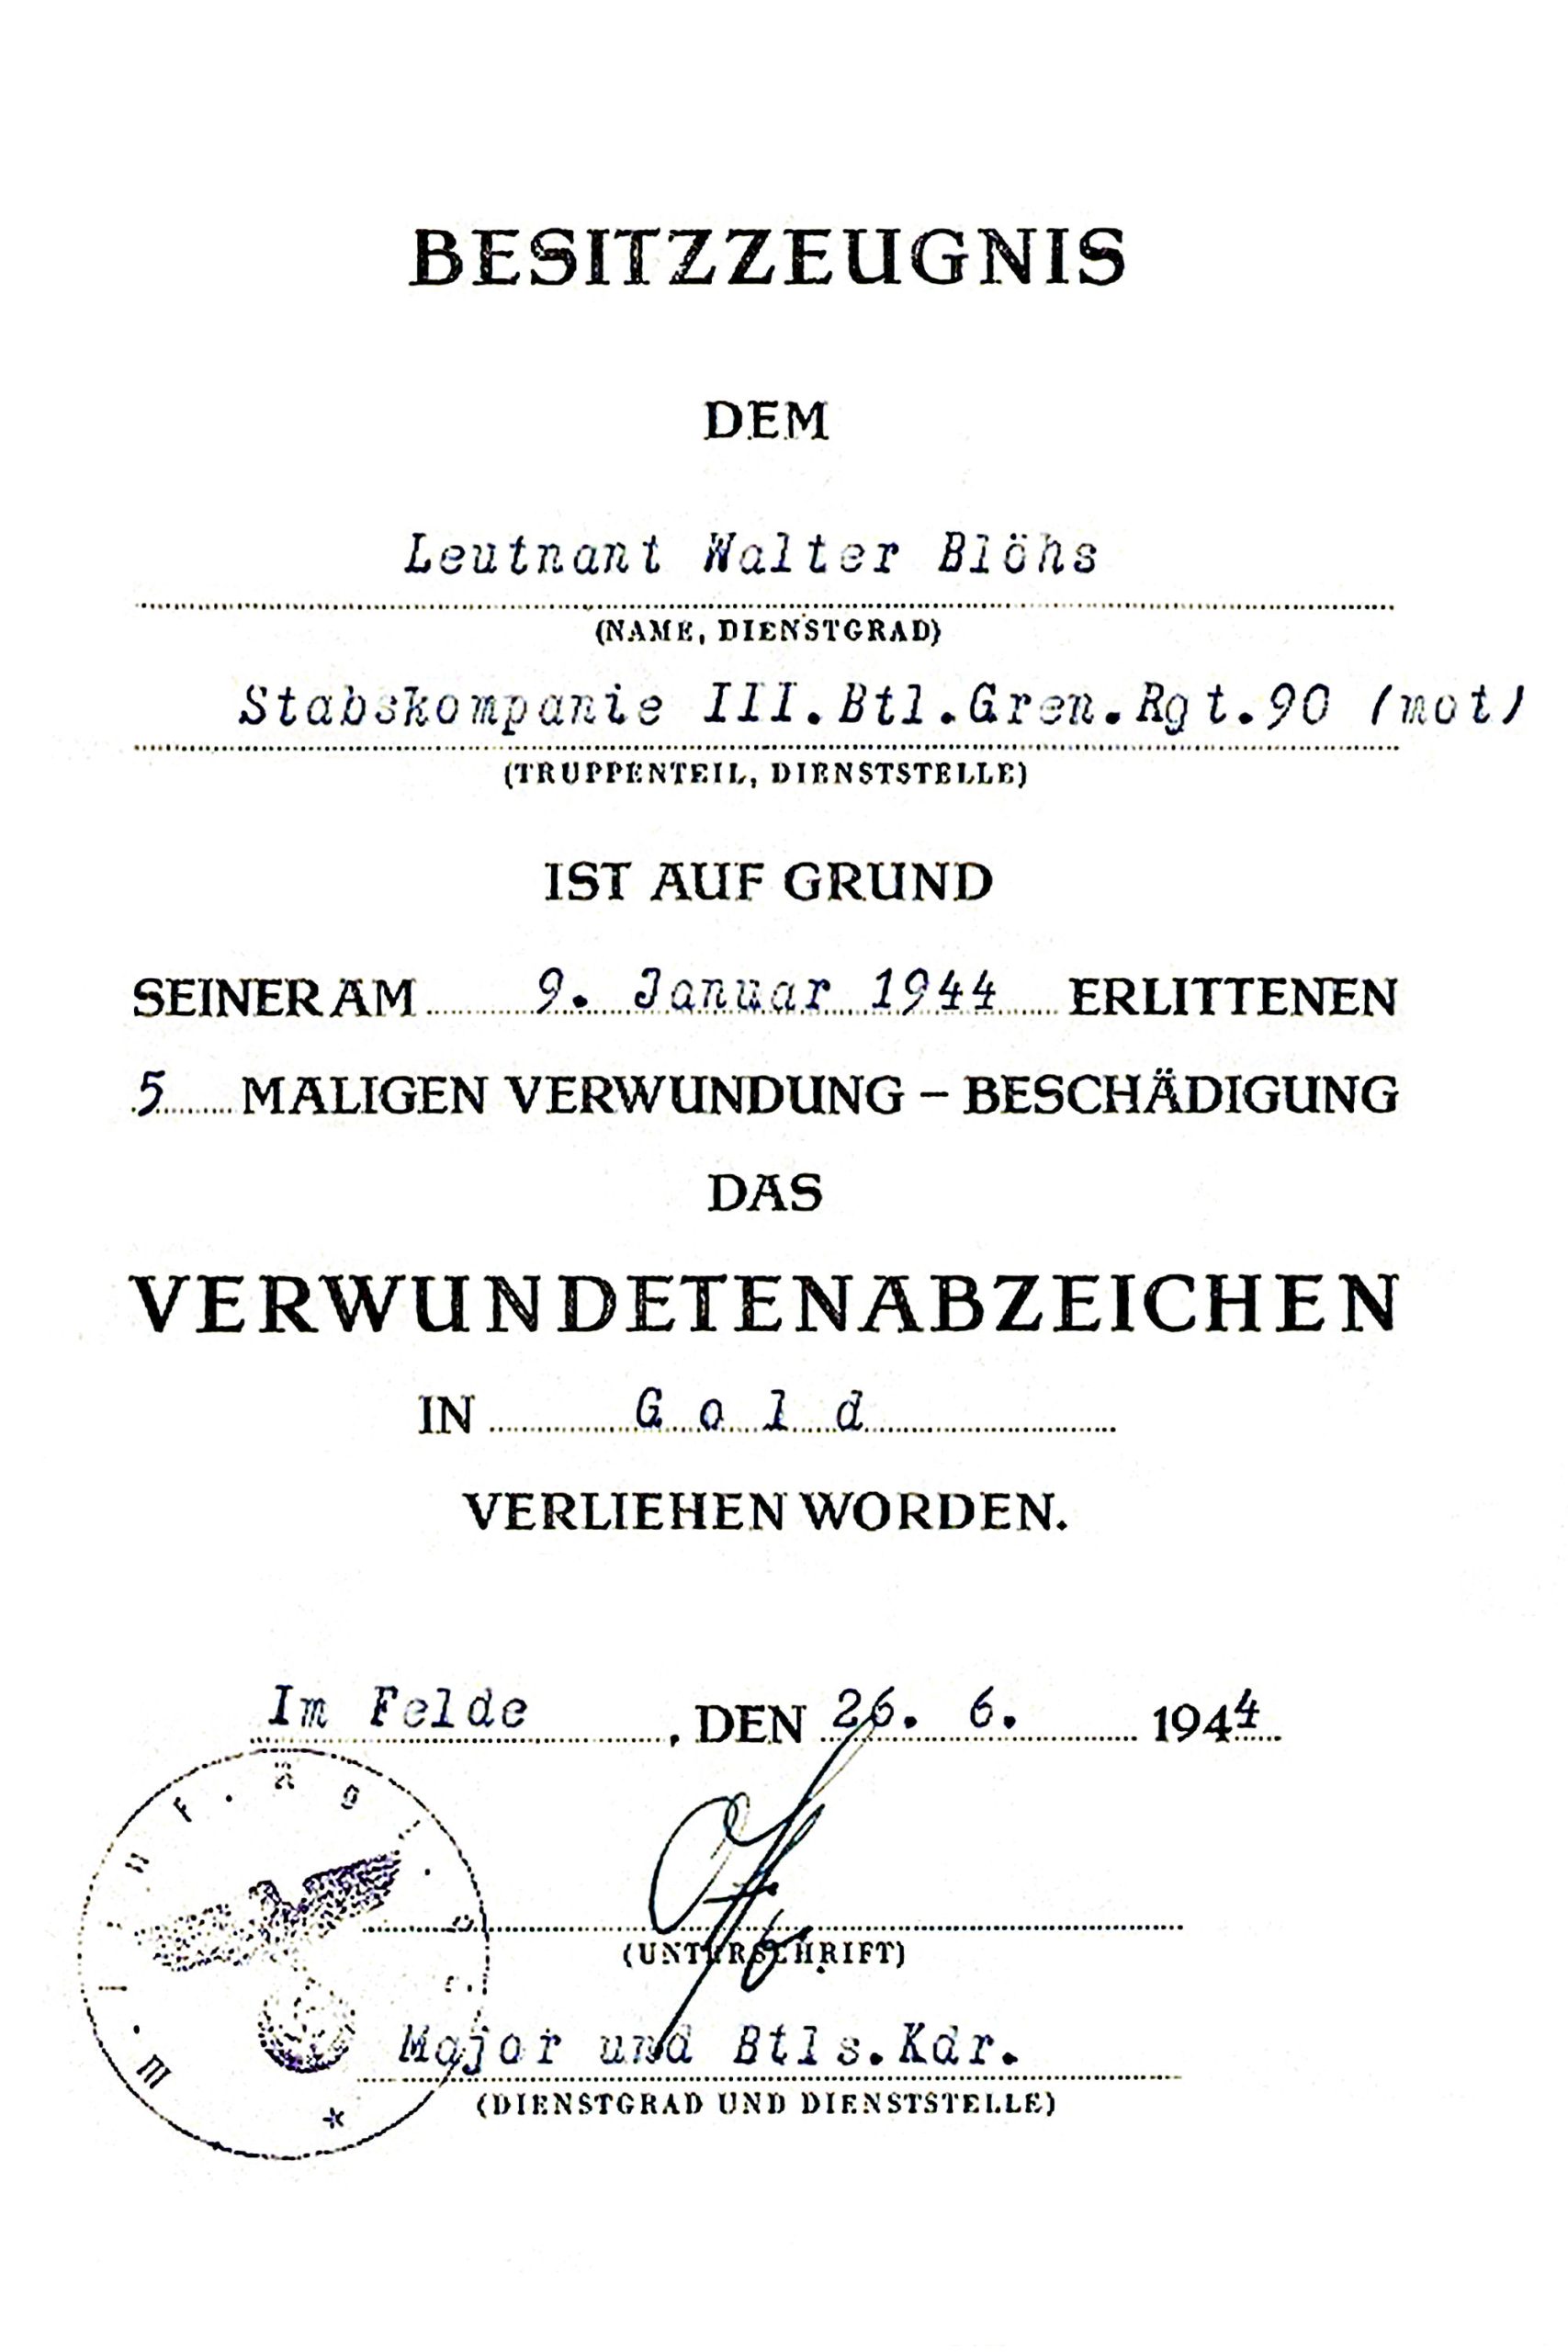 BESITZZEUGNIS
DEM
Leutnant Walter Blöhs
(NAME, DIENSTGRAD)
Stabskompanie III.Btl.Gren.Rgt.90 (mot)
(TRUPPENTEIL, DIENSTSTELLE)
IST AUF GRUND
SEINER AM 9. Januar 1944 ERLITTENEN
5 MALIGEN VERWUNDUNG – BESCHÄDIGUNG
DAS
VERWUNDETENABZEICHEN
IN Gold
VERLIEHEN WORDEN.
Im Felde, DEN 26. 6. 1944
(UNTERSCHRIFT)
Major und Btls.Kdr.
(DIENSTGRAD UND DIENSTSTELLE)